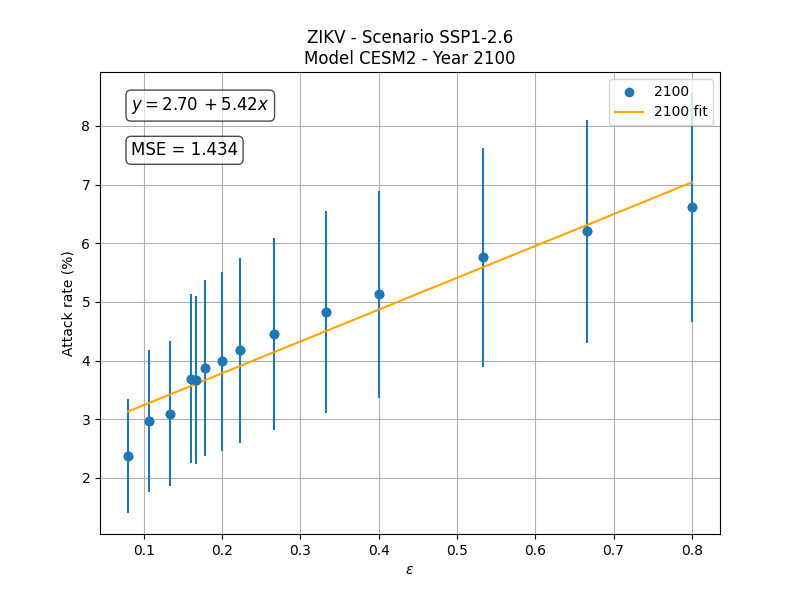 ZIKV - Scenario SSP1-2.6
Model CESM2 - Year 2100
y = 2.70 + 5.42x
MSE = 1.434
2100
2100 fit
Attack rate (%)
8
7
6
5
4
3
2
0.1 0.2 0.3 0.4 0.5 0.6 0.7 0.8
ε